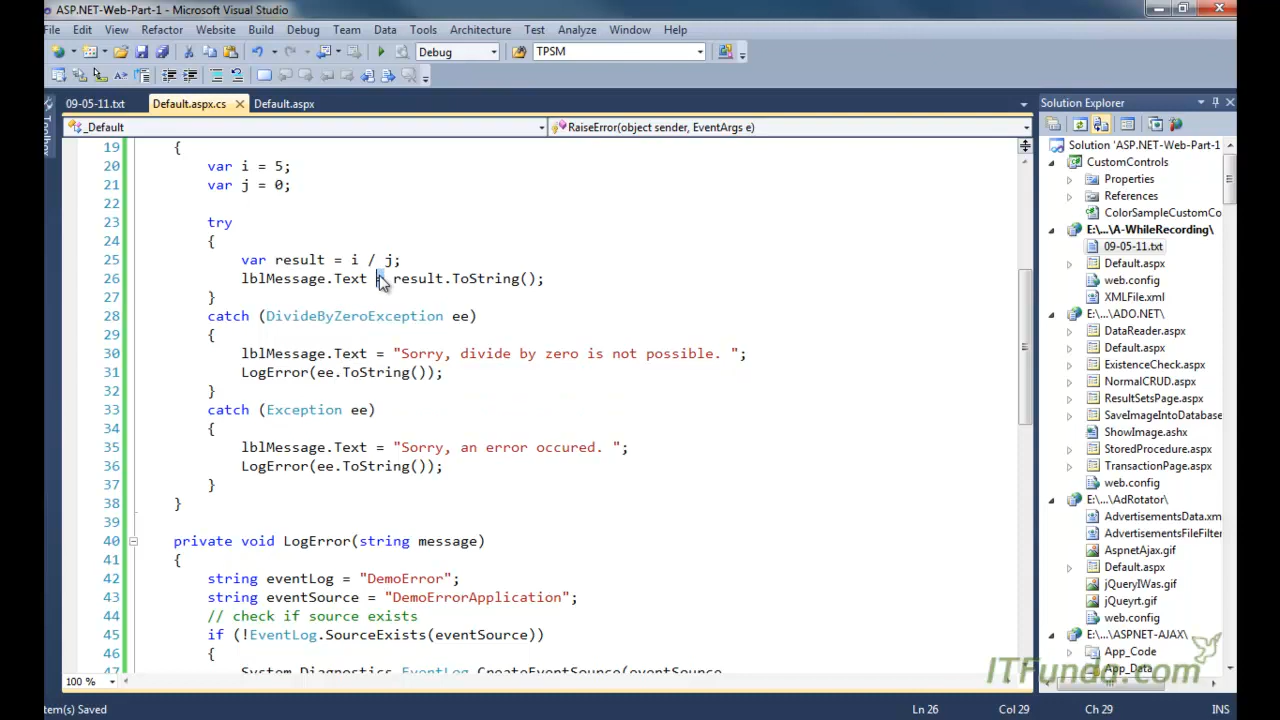 ASP.NET-Web-Part-1 - Microsoft Visual Studio
File Edit View Refactor Website Build Debug Team Data Tools Architecture Test Analyze Window Help
Debug TPSM
09-05-11.txt Default.aspx.cs Default.aspx
_Default RaiseError(object sender, EventArgs e)
19 {
20 var i = 5;
21 var j = 0;
22
23 try
24 {
25 var result = i / j;
26 lblMessage.Text = result.ToString();
27 }
28 catch (DivideByZeroException ee)
29 {
30 lblMessage.Text = "Sorry, divide by zero is not possible. ";
31 LogError(ee.ToString());
32 }
33 catch (Exception ee)
34 {
35 lblMessage.Text = "Sorry, an error occured. ";
36 LogError(ee.ToString());
37 }
38 }
39
40 private void LogError(string message)
41 {
42 string eventLog = "DemoError";
43 string eventSource = "DemoErrorApplication";
44 // check if source exists
45 if (!EventLog.SourceExists(eventSource))
46 {
47 System.Diagnostic EventLog CreateEventSource(eventSource
100 %
Toolbox
Solution Explorer
Solution 'ASP.NET-Web-Part-1
CustomControls
Properties
References
ColorSampleCustomCo
E:\...\A-WhileRecording\
09-05-11.txt
Default.aspx
web.config
XMLFile.xml
E:\...\ADO.NET\
DataReader.aspx
Default.aspx
ExistenceCheck.aspx
NormalCRUD.aspx
ResultSetsPage.aspx
SaveImageIntoDatabase
ShowImage.ashx
StoredProcedure.aspx
TransactionPage.aspx
web.config
E:\...\AdRotator\
AdvertisementsData.xm
AdvertisementsFileFilter
AspnetAjax.gif
Default.aspx
jQueryIWas.gif
jQueyrt.gif
web.config
E:\...\ASPNET-AJAX\
App_Code
App_Data
ITFunda.com
Item(s) Saved Ln 26 Col 29 Ch 29 INS